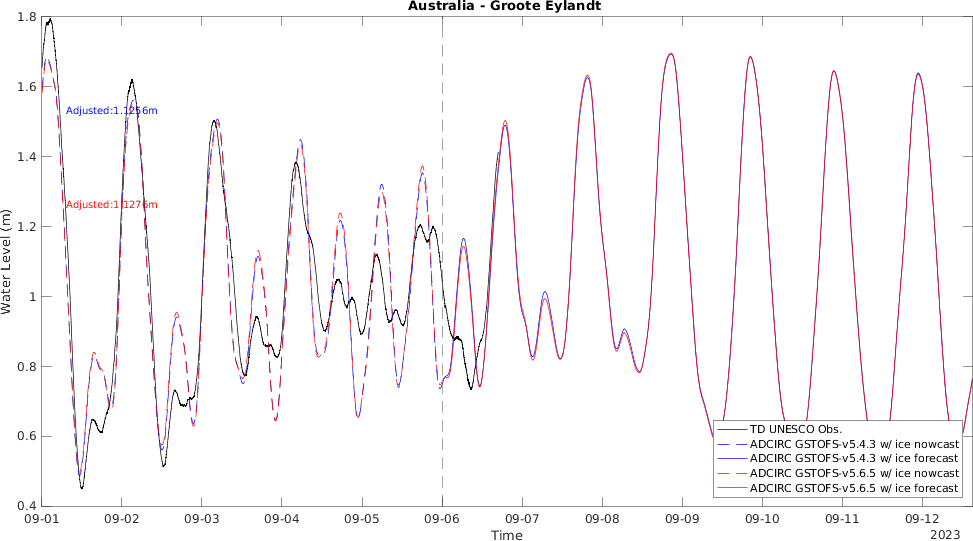 Australia - Groote Eylandt
Water Level (m)
1.8
1.6
1.4
1.2
1
0.8
0.6
0.4
Adjusted:1.1256m
Adjusted:1.1276m
TD UNESCO Obs.
ADCIRC GSTOFS-v5.4.3 w/ ice nowcast
ADCIRC GSTOFS-v5.4.3 w/ ice forecast
ADCIRC GSTOFS-v5.6.5 w/ ice nowcast
ADCIRC GSTOFS-v5.6.5 w/ ice forecast
09-01 09-02 09-03 09-04 09-05 09-06 09-07 09-08 09-09 09-10 09-11 09-12
Time
2023